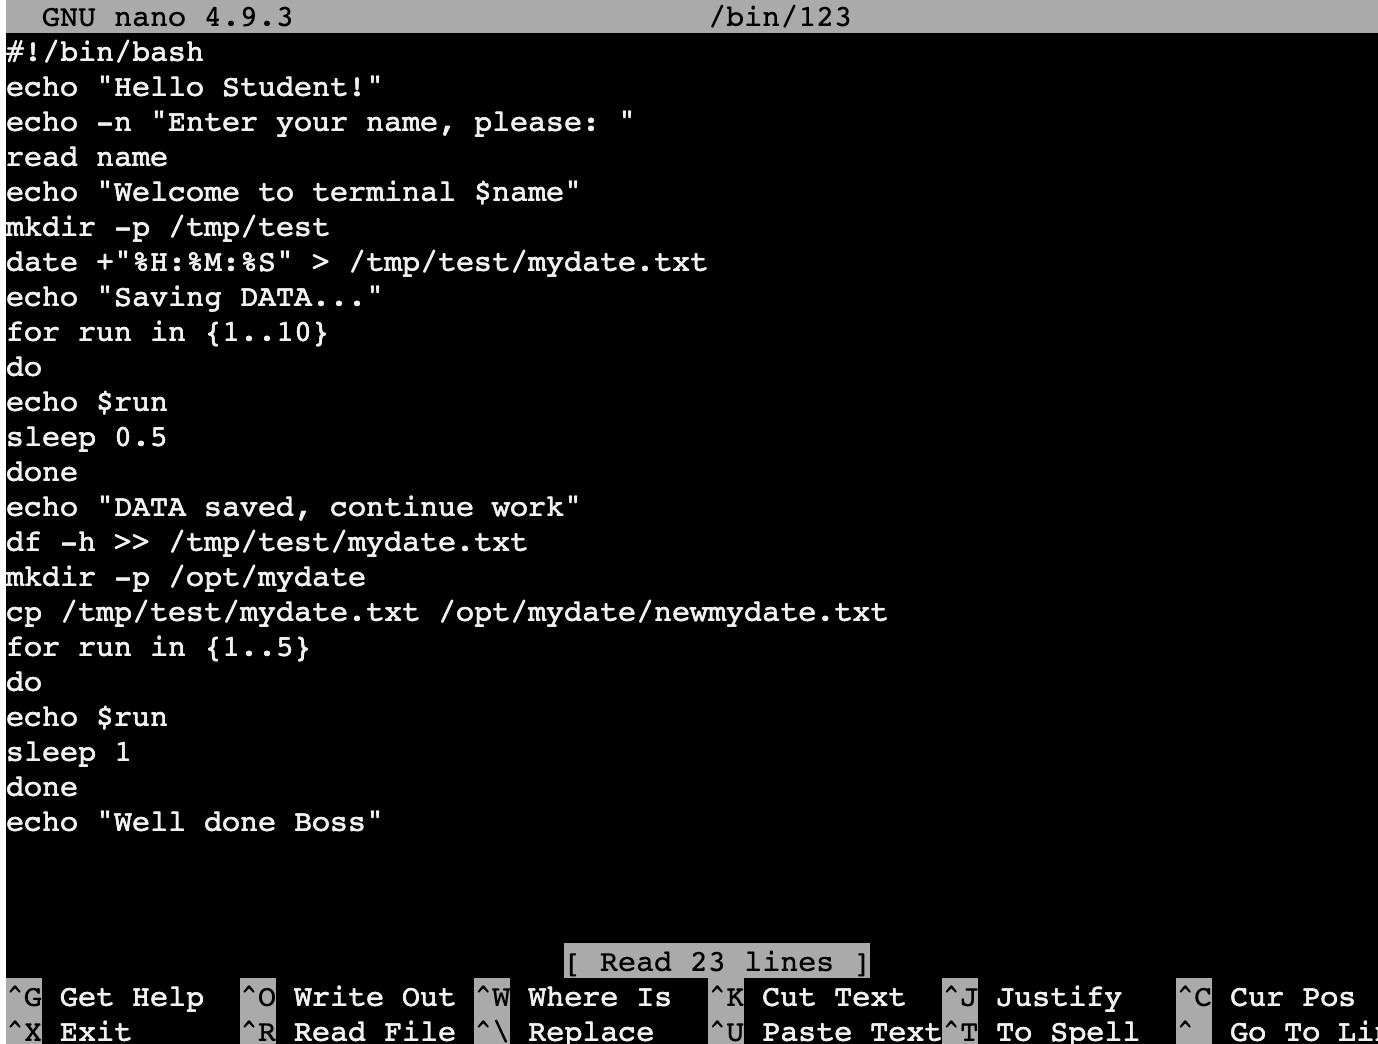 GNU nano 4.9.3 /bin/123
#!/bin/bash
echo "Hello Student!"
echo -n "Enter your name, please: "
read name
echo "Welcome to terminal $name"
mkdir -p /tmp/test
date +"%H:%M:%S" > /tmp/test/mydate.txt
echo "Saving DATA..."
for run in {1..10}
do
echo $run
sleep 0.5
done
echo "DATA saved, continue work"
df -h >> /tmp/test/mydate.txt
mkdir -p /opt/mydate
cp /tmp/test/mydate.txt /opt/mydate/newmydate.txt
for run in {1..5}
do
echo $run
sleep 1
done
echo "Well done Boss"
[ Read 23 lines ]
^G Get Help ^O Write Out ^W Where Is ^K Cut Text ^J Justify ^C Cur Pos
^X Exit ^R Read File ^\ Replace ^U Paste Text ^T To Spell ^ Go To